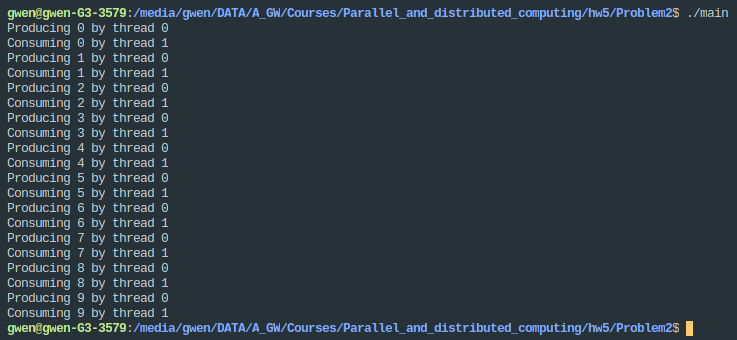 gwen@gwen-G3-3579:/media/gwen/DATA/A_GW/Courses/Parallel_and_distributed_computing/hw5/Problem2$ ./main
Producing 0 by thread 0
Consuming 0 by thread 1
Producing 1 by thread 0
Consuming 1 by thread 1
Producing 2 by thread 0
Consuming 2 by thread 1
Producing 3 by thread 0
Consuming 3 by thread 1
Producing 4 by thread 0
Consuming 4 by thread 1
Producing 5 by thread 0
Consuming 5 by thread 1
Producing 6 by thread 0
Consuming 6 by thread 1
Producing 7 by thread 0
Consuming 7 by thread 1
Producing 8 by thread 0
Consuming 8 by thread 1
Producing 9 by thread 0
Consuming 9 by thread 1
gwen@gwen-G3-3579:/media/gwen/DATA/A_GW/Courses/Parallel_and_distributed_computing/hw5/Problem2$